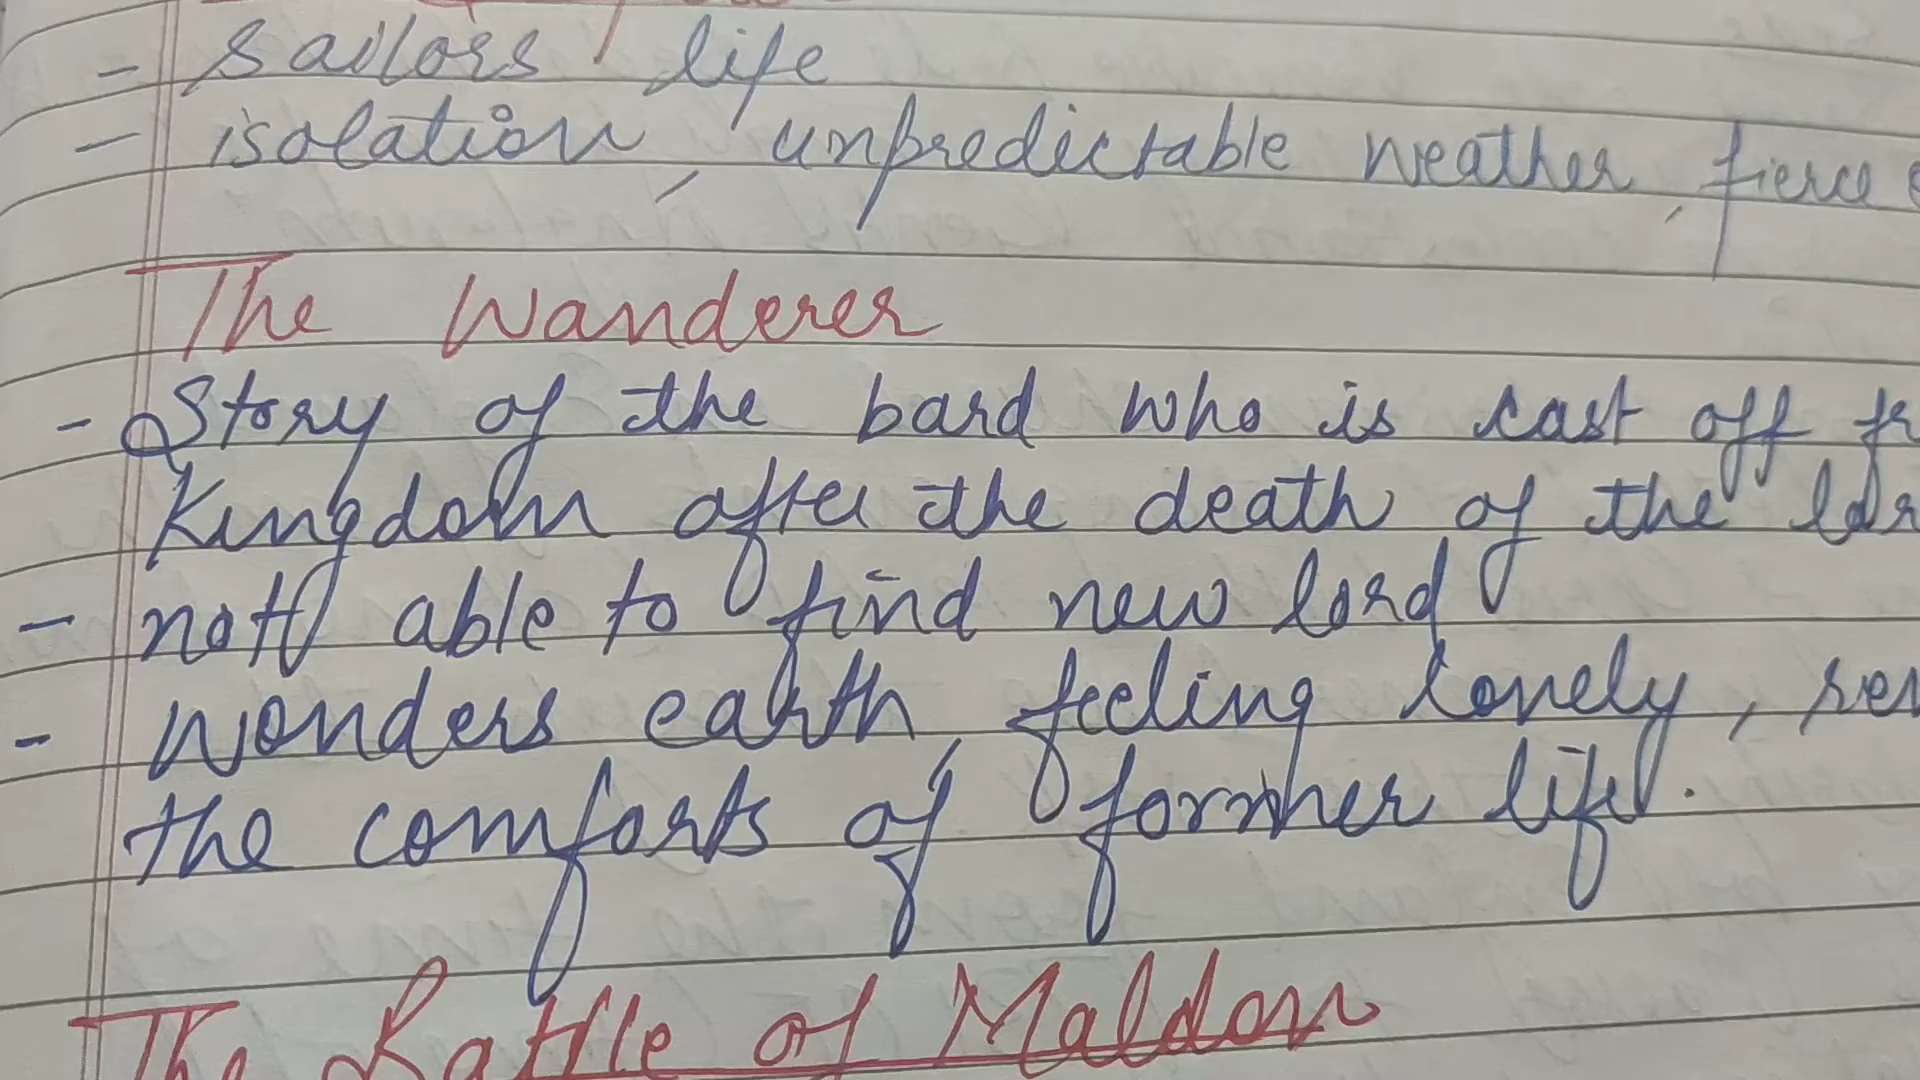 - sailors life
- isolation, unpredictable weather, fierce
The Wanderer
- Story of the bard who is cast off
Kingdom after the death of the
- not able to find new lord
- wonders earth, feeling lonely,
the comforts of former life.
The Battle of Maldon